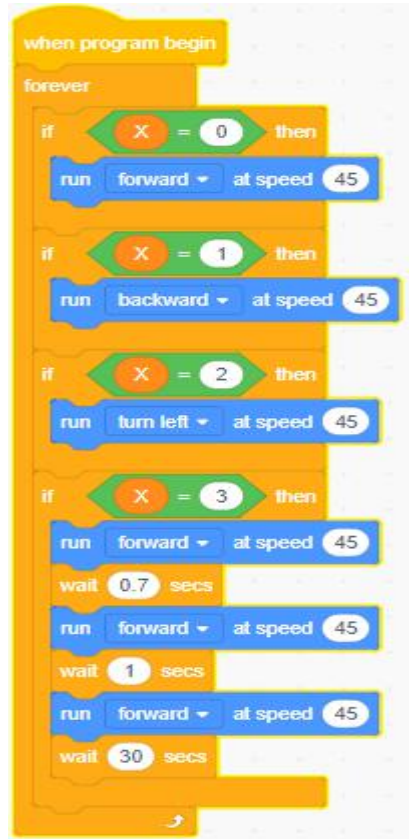 when program begin
forever
if X = 0 then
run forward at speed 45
if X = 1 then
run backward at speed 45
if X = 2 then
run turn left at speed 45
if X = 3 then
run forward at speed 45
wait 0.7 secs
run forward at speed 45
wait 1 secs
run forward at speed 45
wait 30 secs